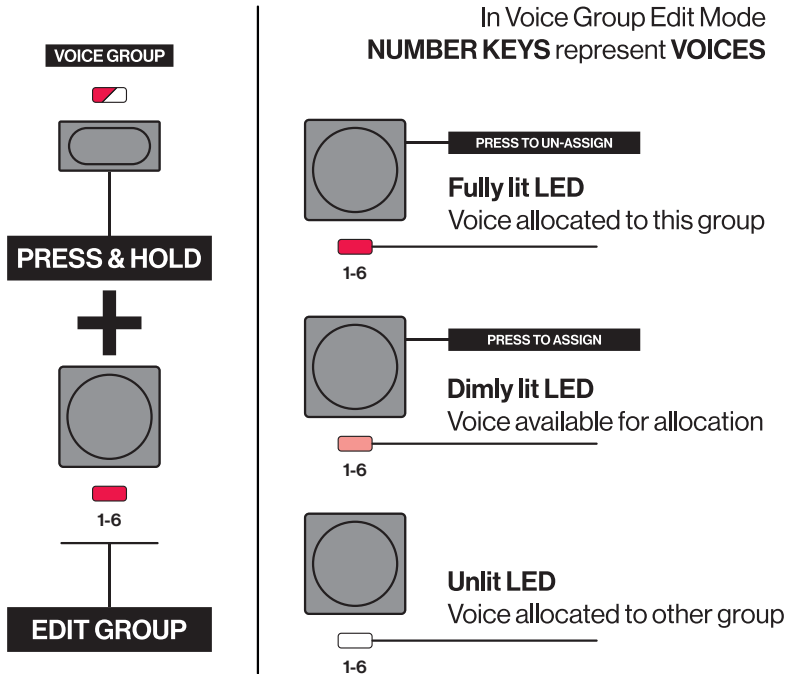 VOICE GROUP
PRESS & HOLD
1-6
EDIT GROUP
In Voice Group Edit Mode
NUMBER KEYS represent VOICES
PRESS TO UN-ASSIGN
Fully lit LED
Voice allocated to this group
1-6
PRESS TO ASSIGN
Dimly lit LED
Voice available for allocation
1-6
Unlit LED
Voice allocated to other group
1-6